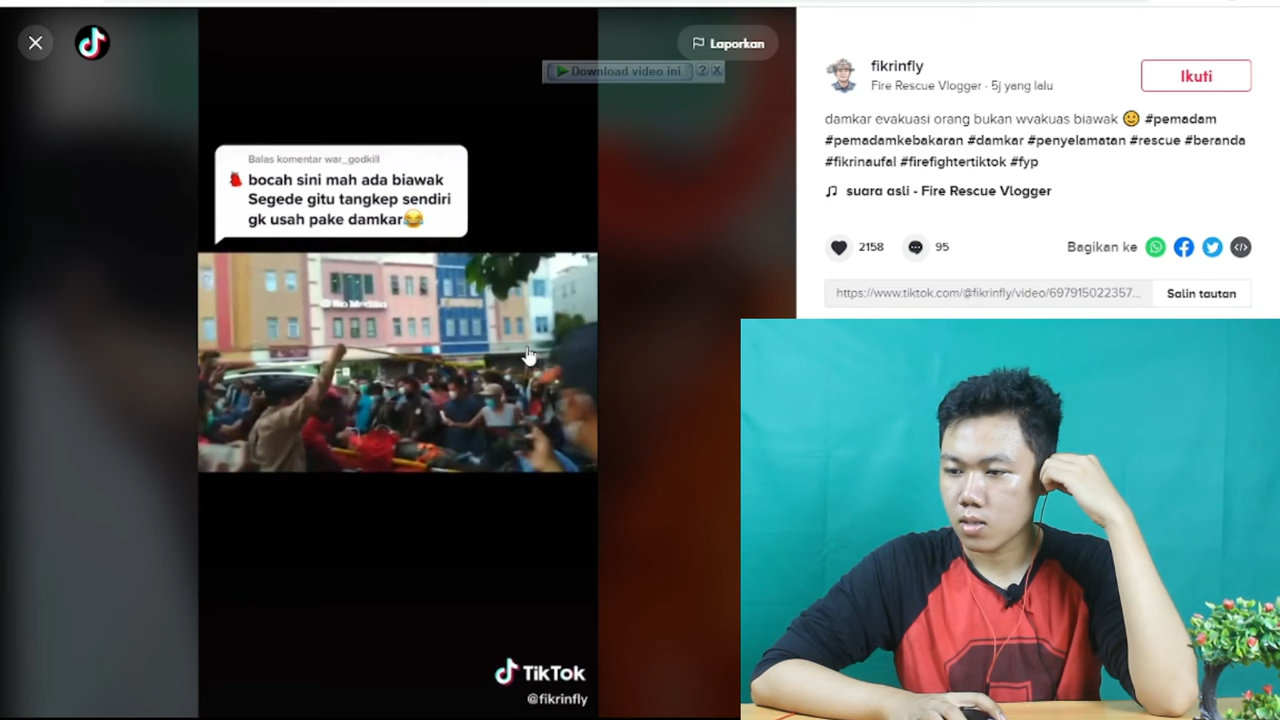 Laporkan
Download video ini
Balas komentar war_godkill
bocah sini mah ada biawak
Segede gitu tangkep sendiri
gk usah pake damkar😂
TikTok
@fikrinfly
fikrinfly
Fire Rescue Vlogger · 5j yang lalu
Ikuti
damkar evakuasi orang bukan wvakuas biawak 🙂 #pemadam
#pemadamkebakaran #damkar #penyelamatan #rescue #beranda
#fikrinaufal #firefightertiktok #fyp
suara asli - Fire Rescue Vlogger
2158
95
Bagikan ke
https://www.tiktok.com/@fikrinfly/video/697915022357...
Salin tautan